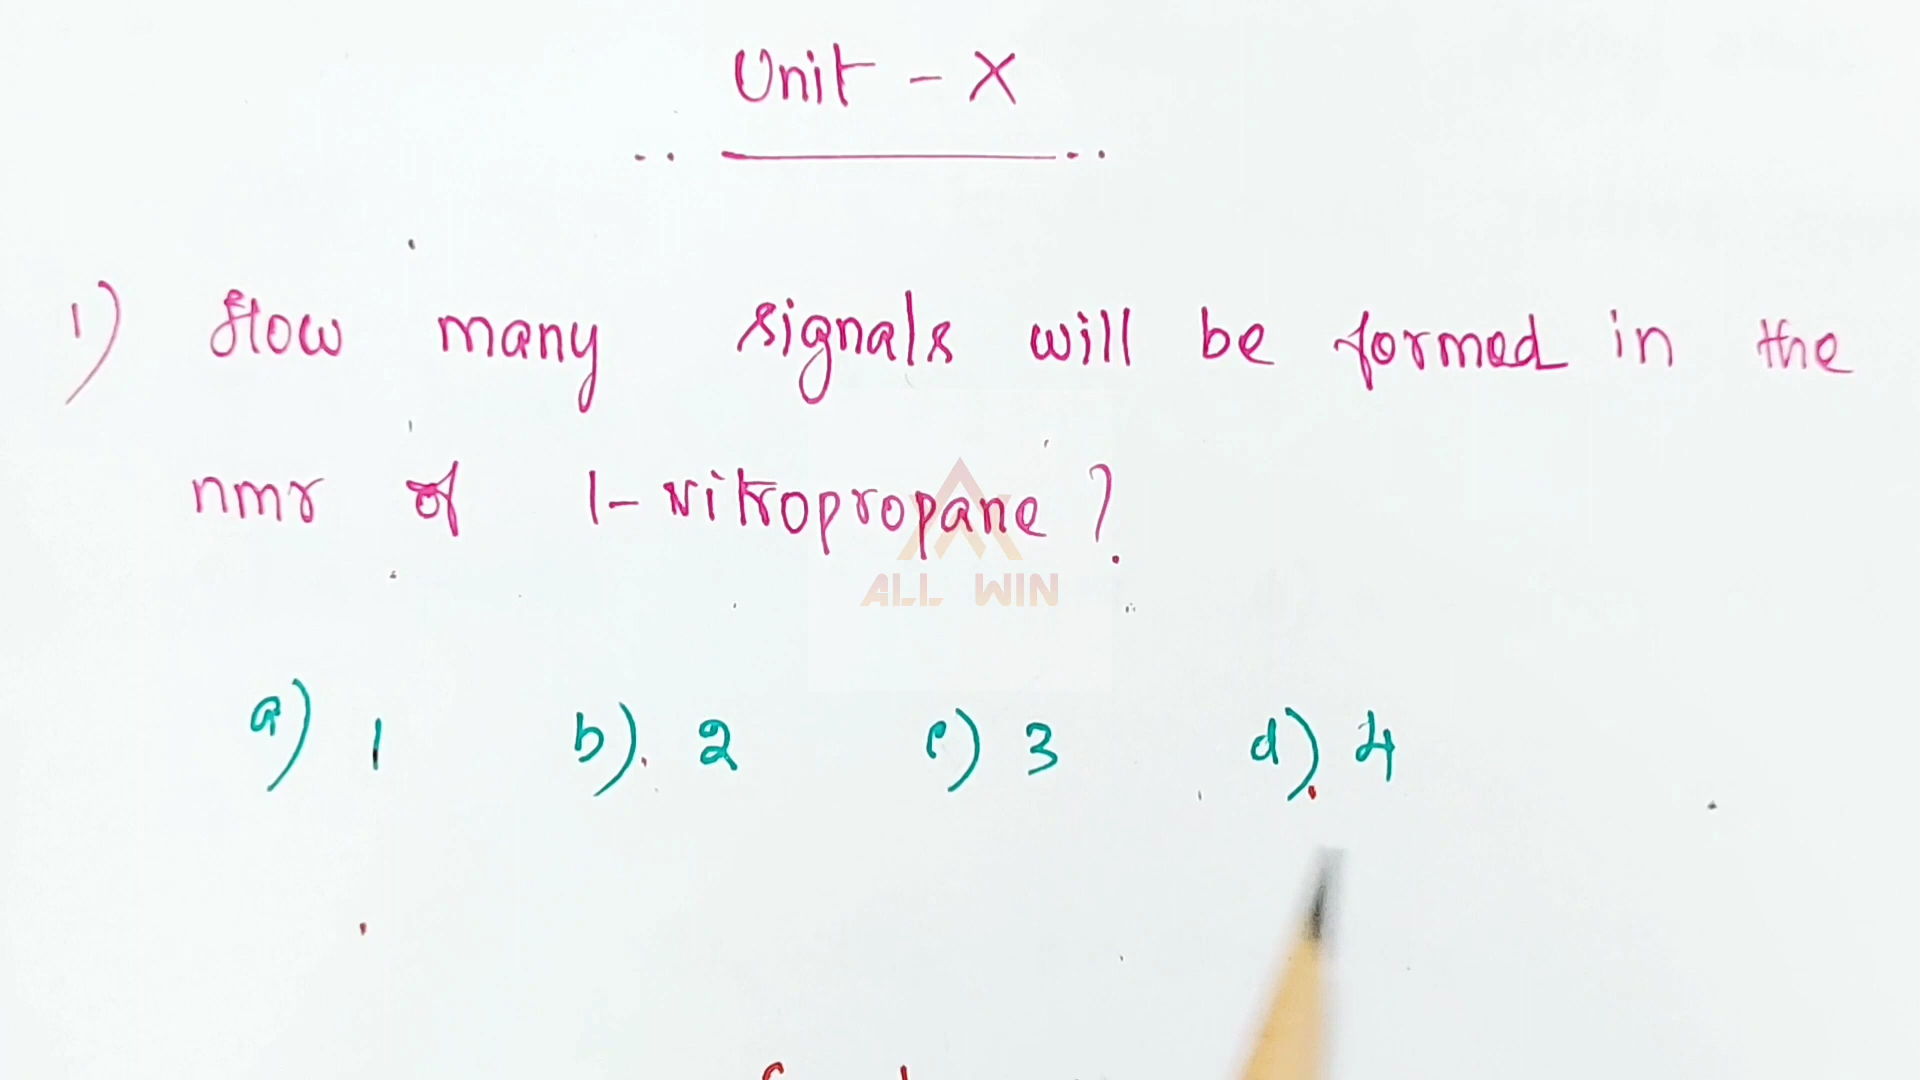 Unit - X
1) How many signals will be formed in the
nmr of 1-Nitropropane ?
ALL WIN
a) 1 b). 2 c) 3 d) 4